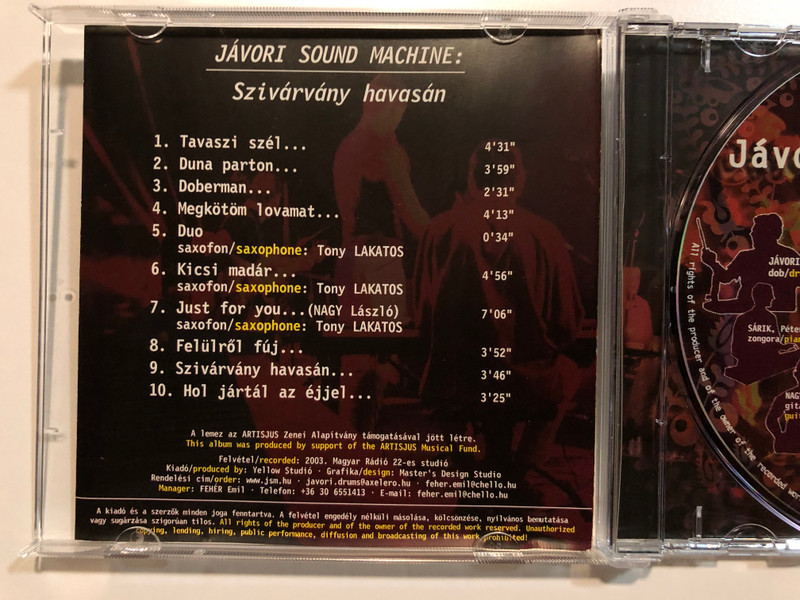 JÁVORI SOUND MACHINE:
Szivárvány havasán
1. Tavaszi szél... 4'31"
2. Duna parton... 3'59"
3. Doberman... 2'31"
4. Megkötöm lovamat... 4'13"
5. Duo 0'34"
saxofon/saxophone: Tony LAKATOS
6. Kicsi madár... 4'56"
saxofon/saxophone: Tony LAKATOS
7. Just for you...(NAGY László) 7'06"
saxofon/saxophone: Tony LAKATOS
8. Felülről fúj... 3'52"
9. Szivárvány havasán... 3'46"
10. Hol jártál az éjjel... 3'25"
A lemez az ARTISJUS Zenei Alapítvány támogatásával jött létre.
This album was produced by support of the ARTISJUS Musical Fund.
Felvétel/recorded: 2003. Magyar Rádió 22-es studió
Kiadó/produced by: Yellow Studió · Grafika/design: Master's Design Studio
Rendelési cím/order: www.jsm.hu · javori.drums@axelero.hu · feher.emil@chello.hu
Manager: FEHÉR Emil · Telefon: +36 30 6551413 · E-mail: feher.emil@chello.hu
A kiadó és a szerzők minden joga fenntartva. A felvétel engedély nélküli másolása, kölcsönzése, nyilvános bemutatása
vagy sugárzása szigorúan tilos. All rights of the producer and of the owner of the recorded work reserved. Unauthorized
copying, lending, hiring, public performance, diffusion and broadcasting of this work prohibited!
Jávo
JÁVORI
dob/dr
SÁRIK, Péte
zongora/pian
NAG
gita
gui
All rights of the producer and of the owner of the recorded wo